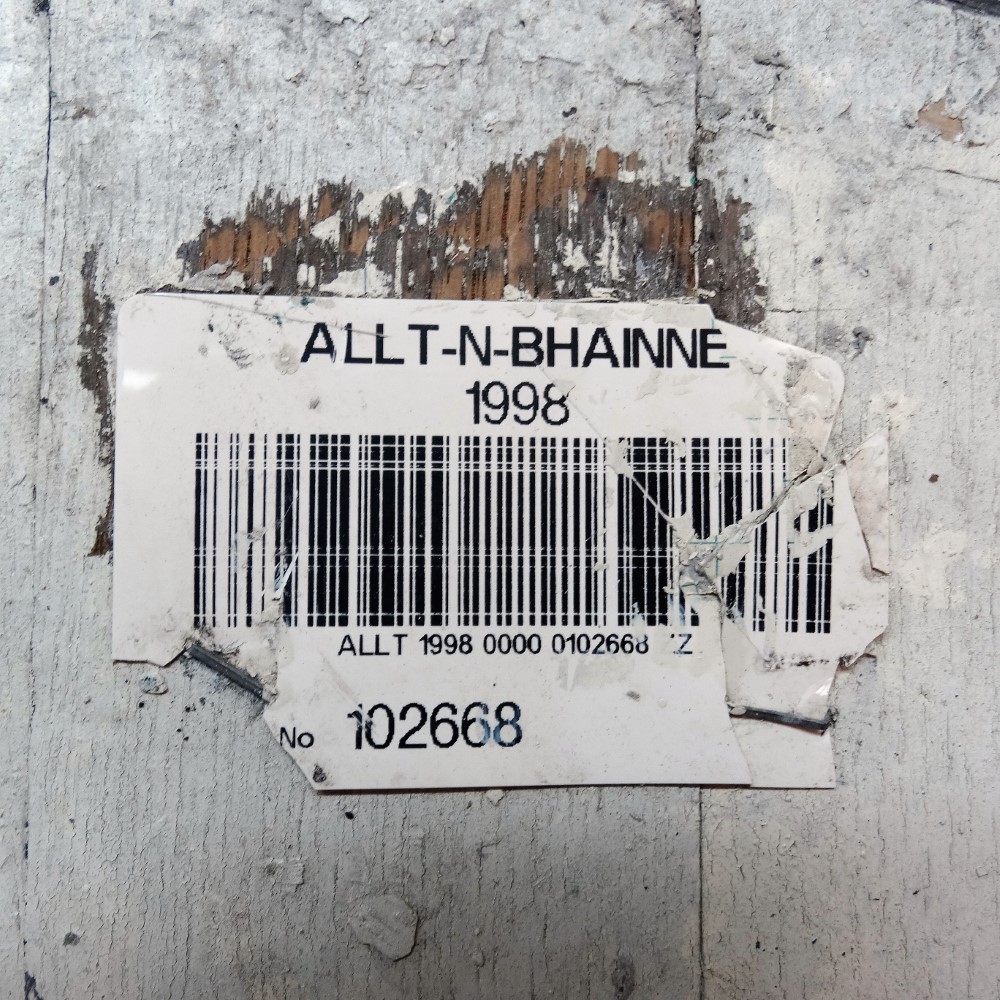 ALLT-N-BHAINNE
1998
ALLT 1998 0000 0102668 Z
No 102668